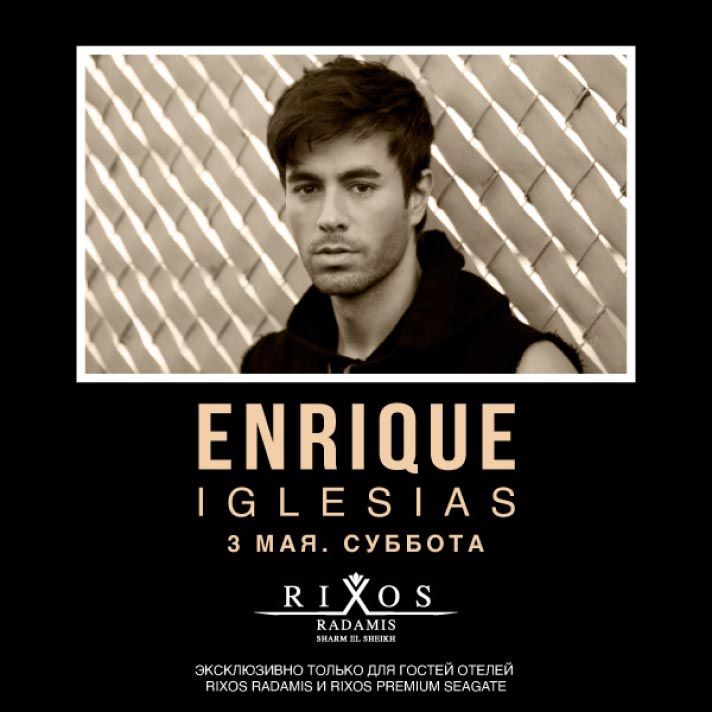 ENRIQUE
IGLESIAS
3 МАЯ. СУББОТА
RIXOS
RADAMIS
SHARM EL SHEIKH
ЭКСКЛЮЗИВНО ТОЛЬКО ДЛЯ ГОСТЕЙ ОТЕЛЕЙ
RIXOS RADAMIS И RIXOS PREMIUM SEAGATE